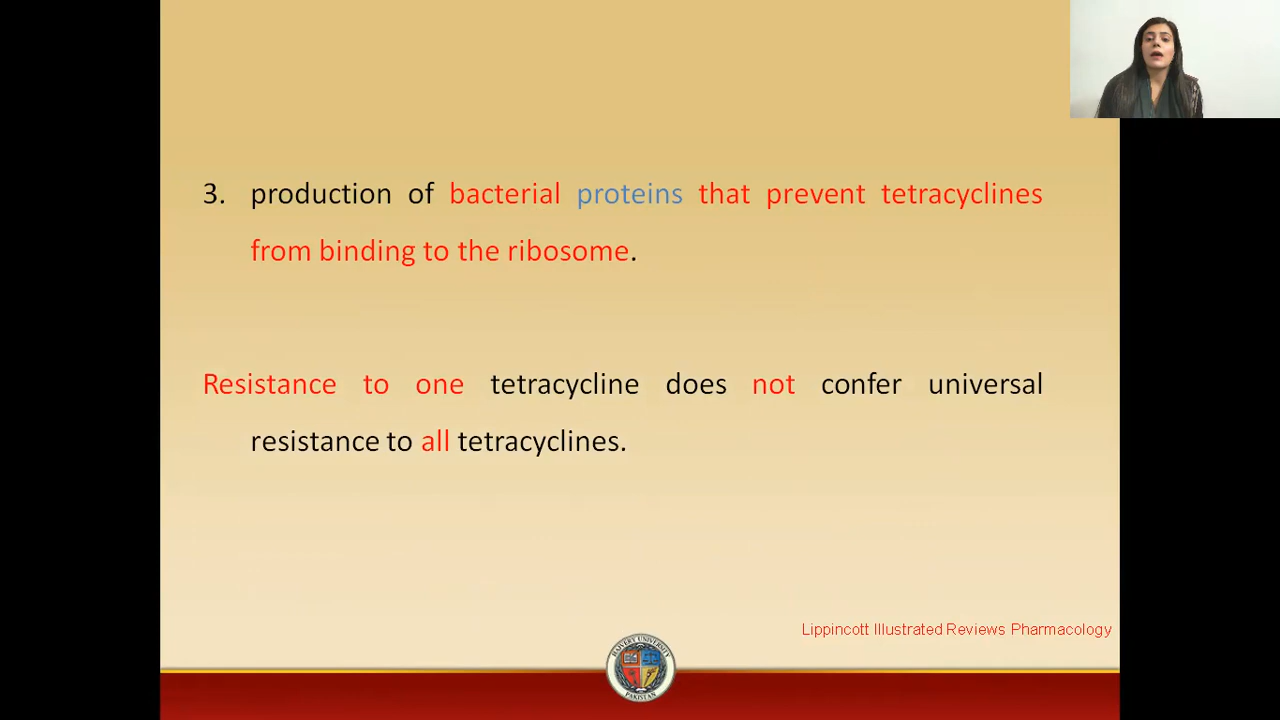 3. production of bacterial proteins that prevent tetracyclines
from binding to the ribosome.
Resistance to one tetracycline does not confer universal
resistance to all tetracyclines.
Lippincott Illustrated Reviews Pharmacology
PAKISTAN